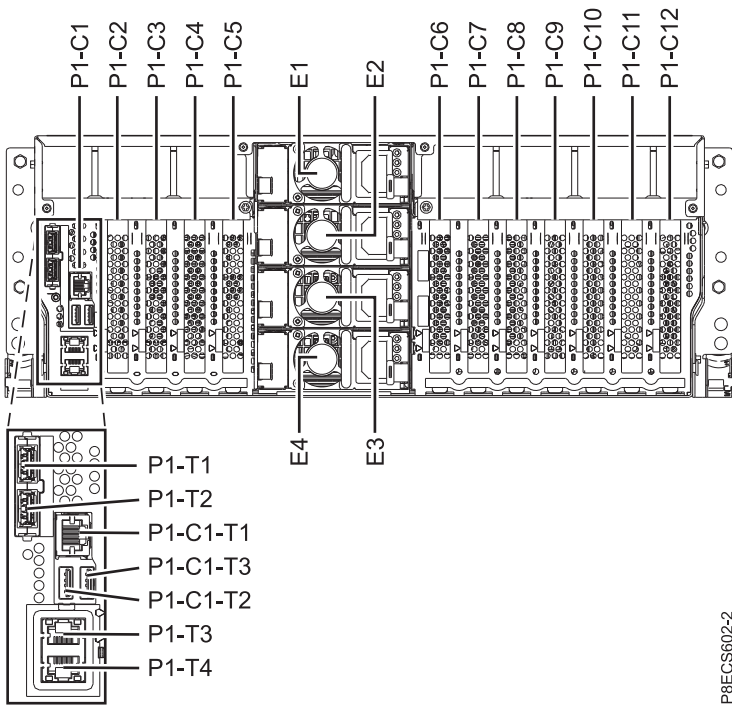 P1-C1
P1-C2
P1-C3
P1-C4
P1-C5
E1
E2
P1-C6
P1-C7
P1-C8
P1-C9
P1-C10
P1-C11
P1-C12
E4
E3
P1-T1
P1-T2
P1-C1-T1
P1-C1-T3
P1-C1-T2
P1-T3
P1-T4
P8ECS602-2